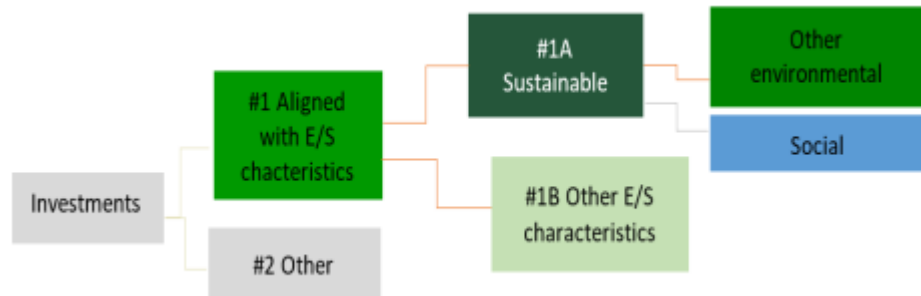 Investments
#1 Aligned
with E/S
chacteristics
#2 Other
#1A
Sustainable
#1B Other E/S
characteristics
Other
environmental
Social